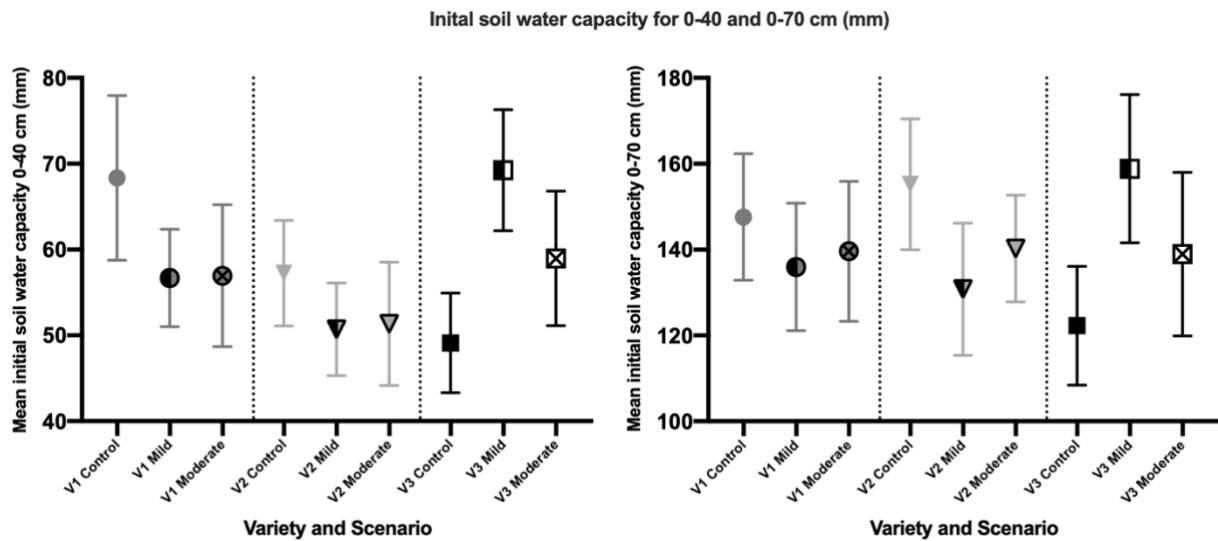 Inital soil water capacity for 0-40 and 0-70 cm (mm)
Mean initial soil water capacity 0-40 cm (mm)
80
70
60
50
40
V1 Control
V1 Mild
V1 Moderate
V2 Control
V2 Mild
V2 Moderate
V3 Control
V3 Mild
V3 Moderate
Variety and Scenario
Mean initial soil water capacity 0-70 cm (mm)
180
160
140
120
100
V1 Control
V1 Mild
V1 Moderate
V2 Control
V2 Mild
V2 Moderate
V3 Control
V3 Mild
V3 Moderate
Variety and Scenario